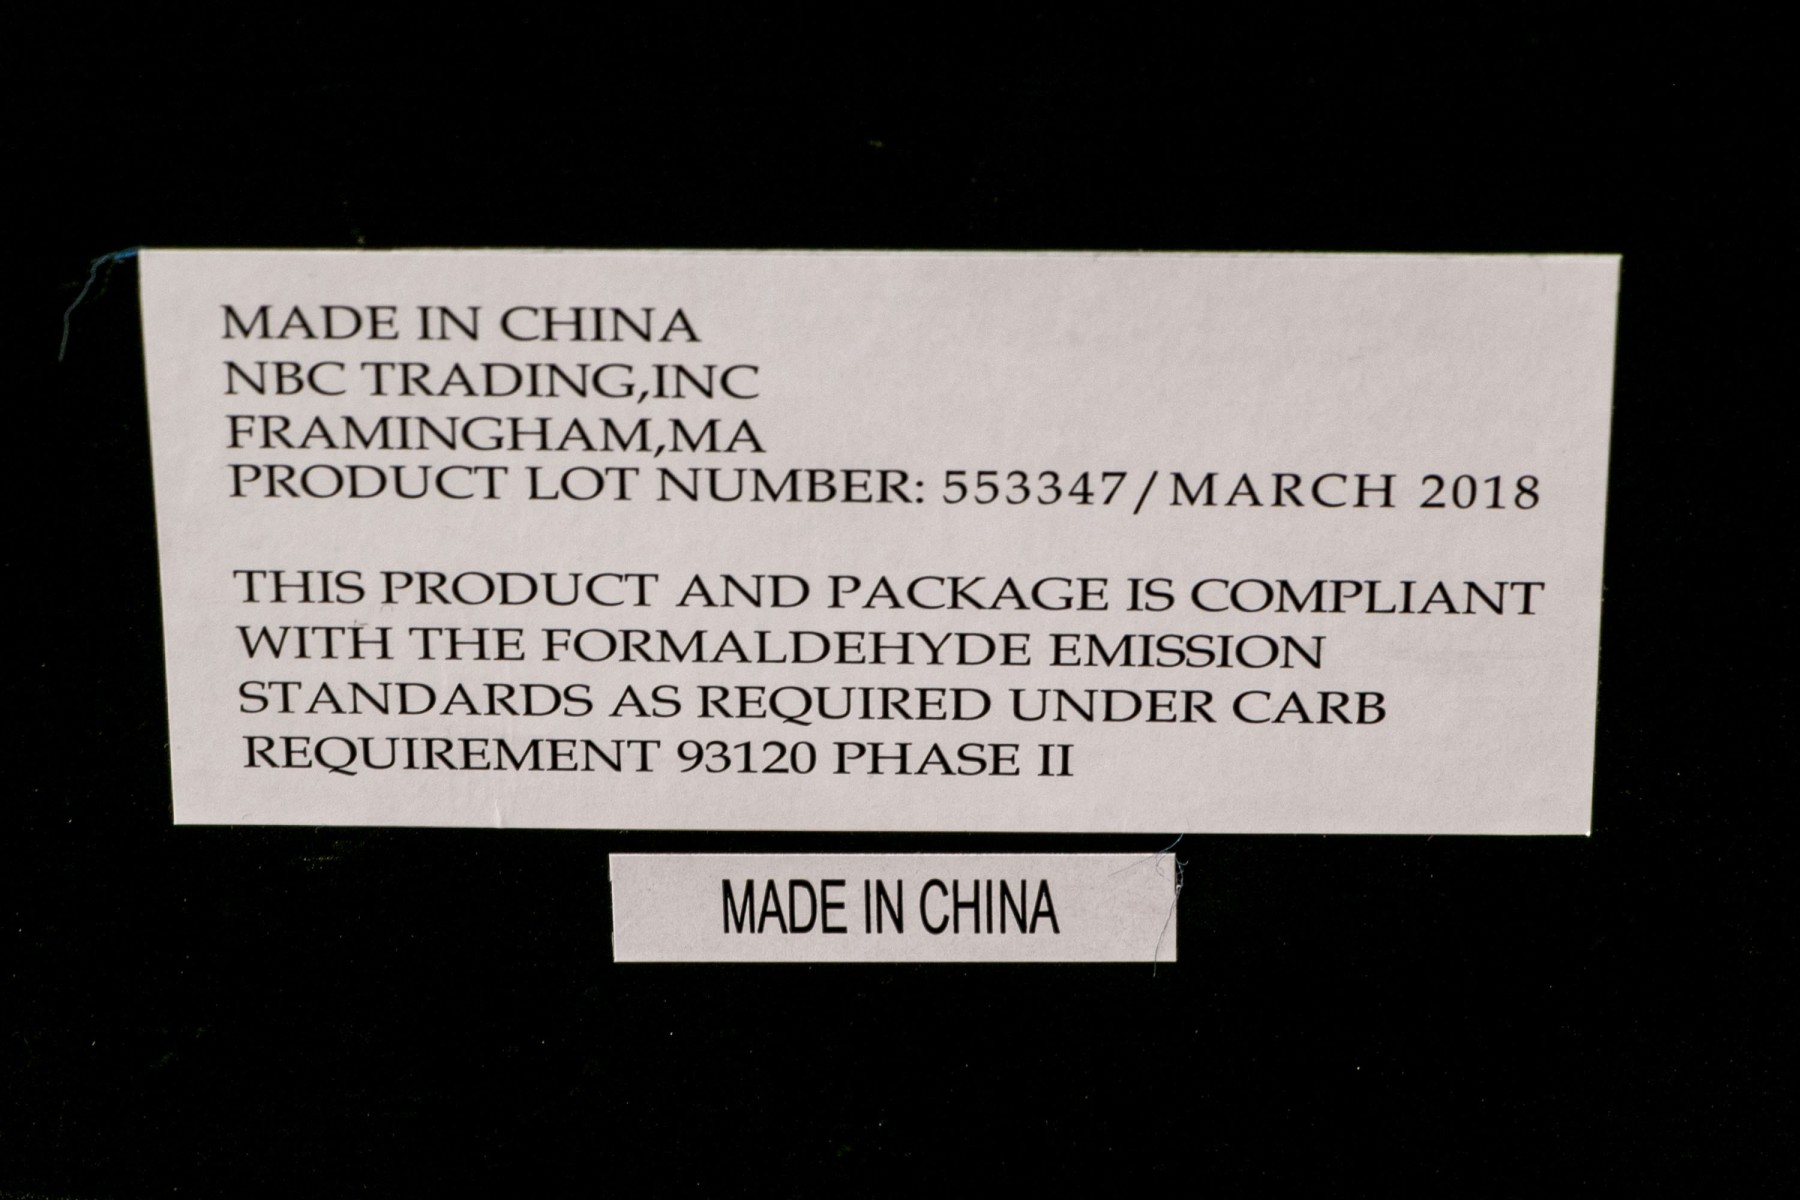 MADE IN CHINA
NBC TRADING,INC
FRAMINGHAM,MA
PRODUCT LOT NUMBER: 553347/MARCH 2018
THIS PRODUCT AND PACKAGE IS COMPLIANT
WITH THE FORMALDEHYDE EMISSION
STANDARDS AS REQUIRED UNDER CARB
REQUIREMENT 93120 PHASE II
MADE IN CHINA